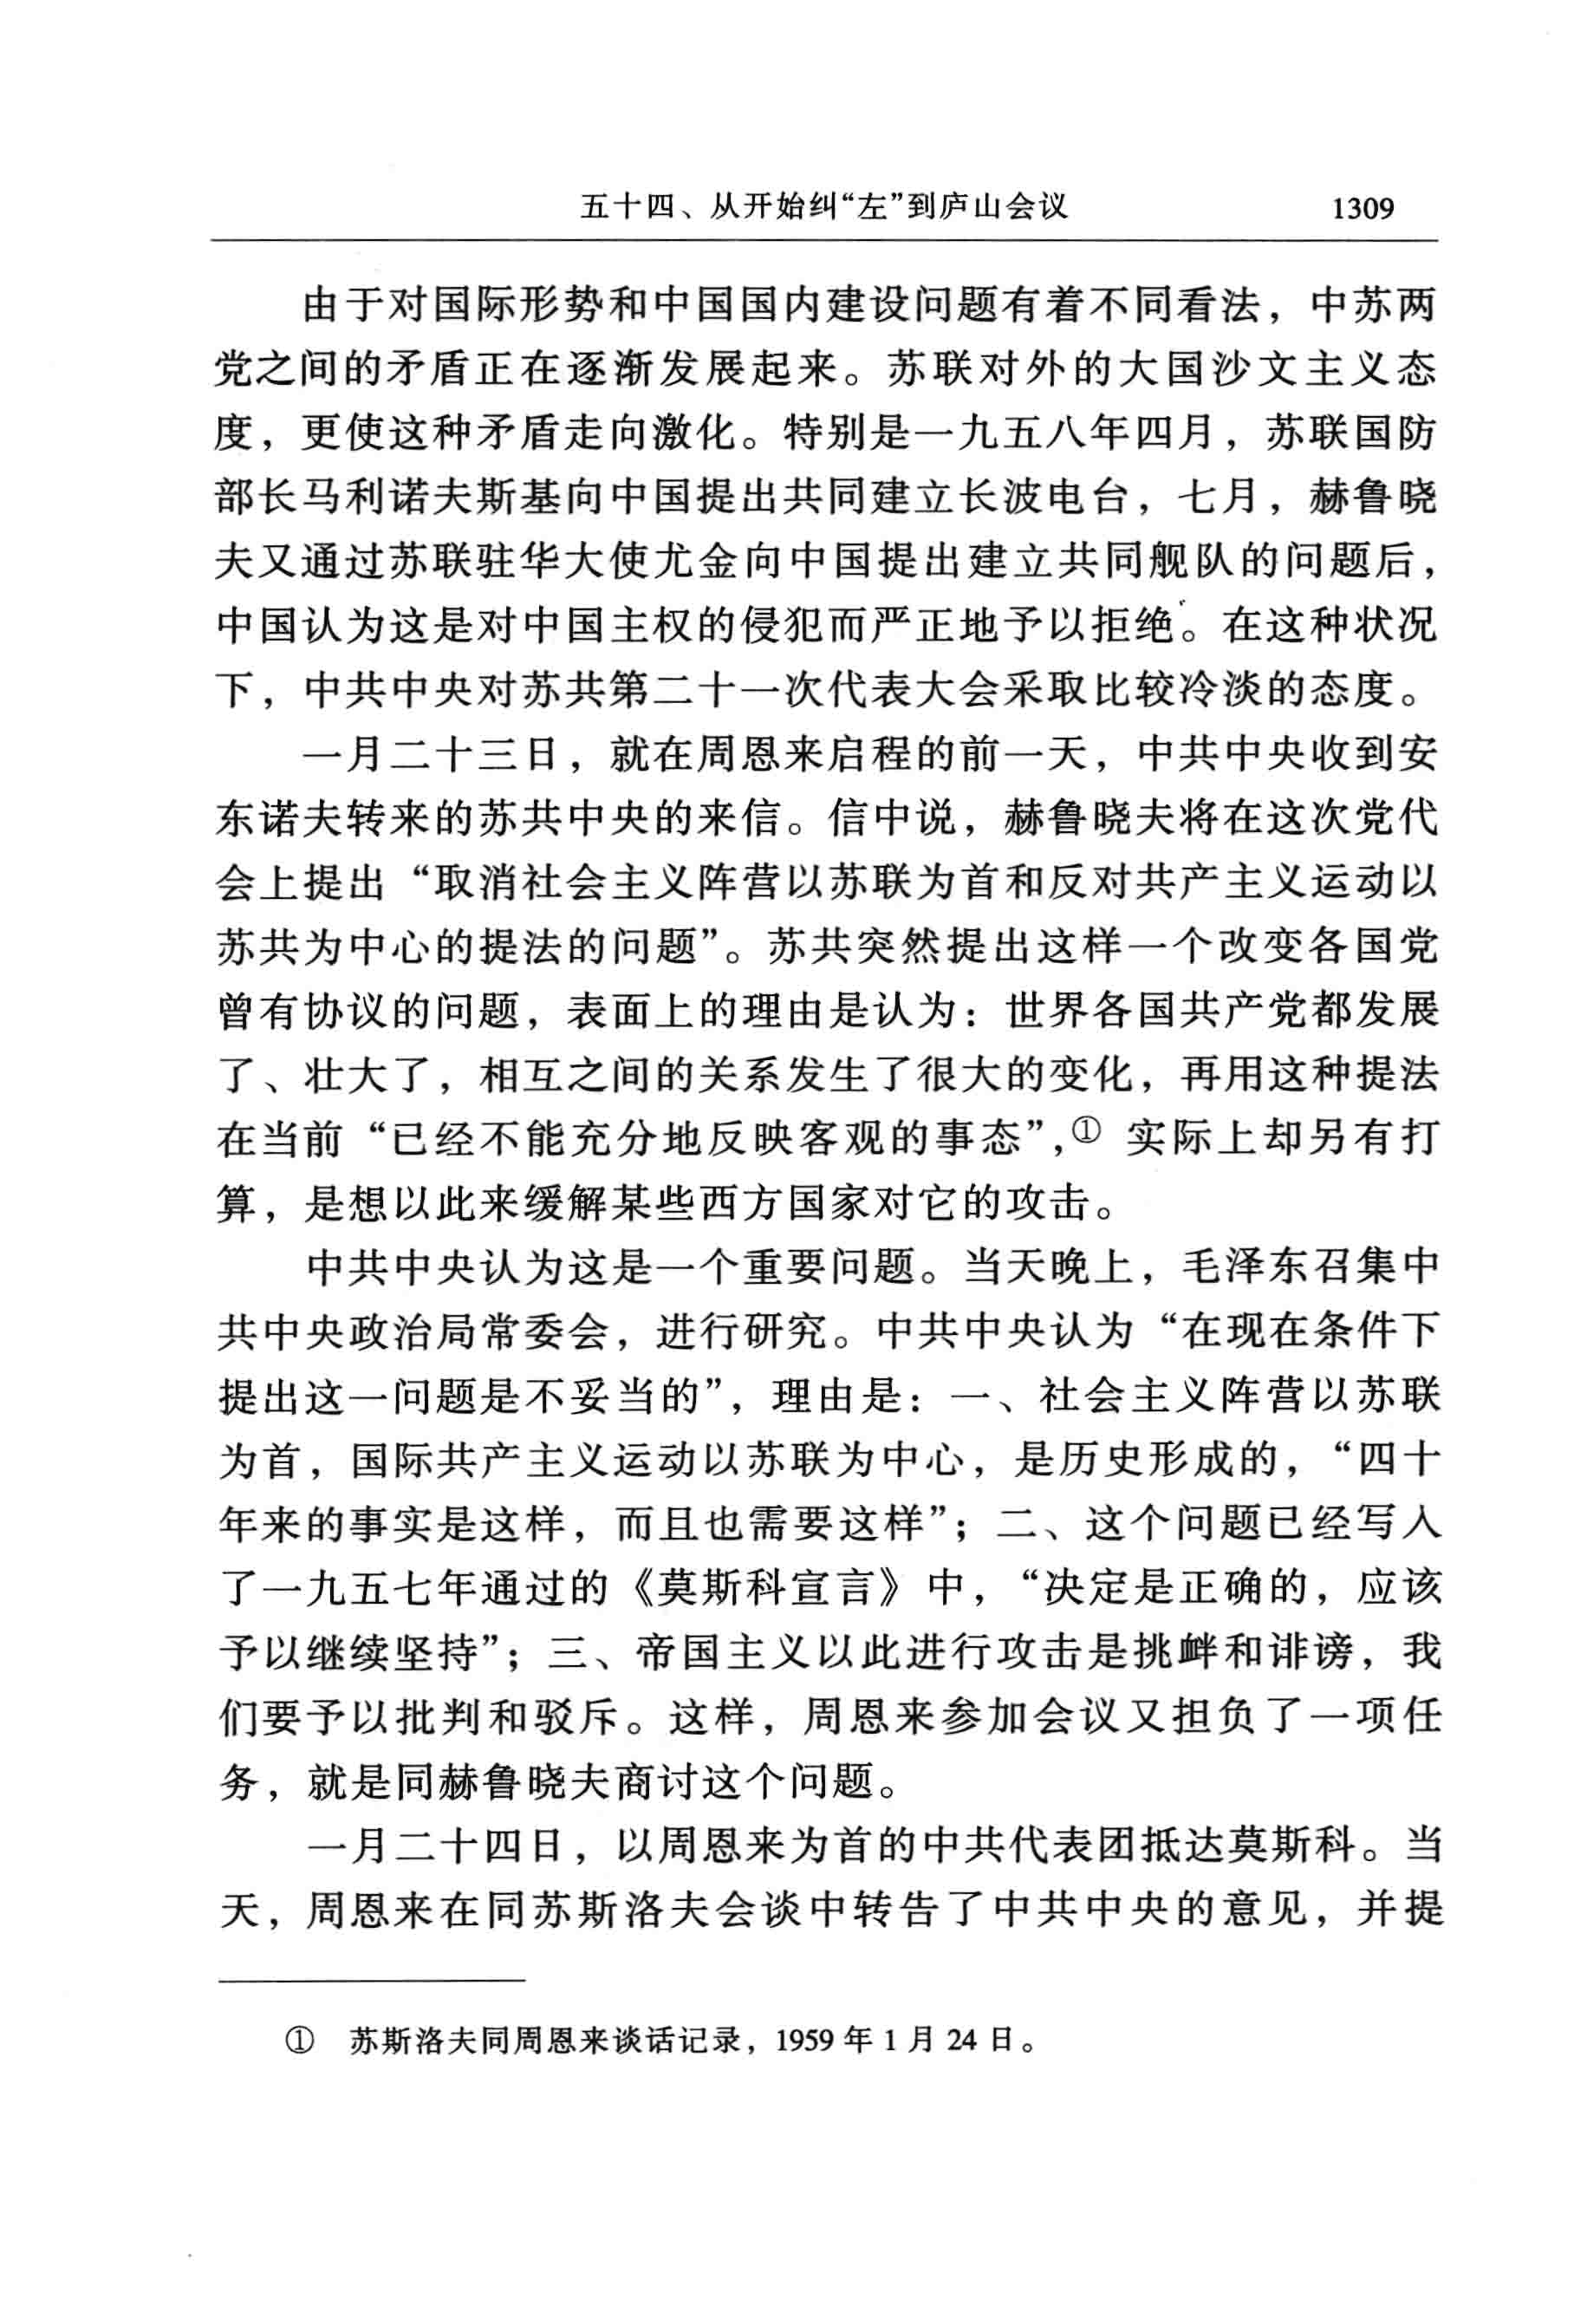 五十四、从开始纠“左”到庐山会议 1309
由于对国际形势和中国国内建设问题有着不同看法，中苏两
党之间的矛盾正在逐渐发展起来。苏联对外的大国沙文主义态
度，更使这种矛盾走向激化。特别是一九五八年四月，苏联国防
部长马利诺夫斯基向中国提出共同建立长波电台，七月，赫鲁晓
夫又通过苏联驻华大使尤金向中国提出建立共同舰队的问题后，
中国认为这是对中国主权的侵犯而严正地予以拒绝。在这种状况
下，中共中央对苏共第二十一次代表大会采取比较冷淡的态度。
一月二十三日，就在周恩来启程的前一天，中共中央收到安
东诺夫转来的苏共中央的来信。信中说，赫鲁晓夫将在这次党代
会上提出“取消社会主义阵营以苏联为首和反对共产主义运动以
苏共为中心的提法的问题”。苏共突然提出这样一个改变各国党
曾有协议的问题，表面上的理由是认为：世界各国共产党都发展
了、壮大了，相互之间的关系发生了很大的变化，再用这种提法
在当前“已经不能充分地反映客观的事态”，① 实际上却另有打
算，是想以此来缓解某些西方国家对它的攻击。
中共中央认为这是一个重要问题。当天晚上，毛泽东召集中
共中央政治局常委会，进行研究。中共中央认为“在现在条件下
提出这一问题是不妥当的”，理由是：一、社会主义阵营以苏联
为首，国际共产主义运动以苏联为中心，是历史形成的，“四十
年来的事实是这样，而且也需要这样”；二、这个问题已经写入
了一九五七年通过的《莫斯科宣言》中，“决定是正确的，应该
予以继续坚持”；三、帝国主义以此进行攻击是挑衅和诽谤，我
们要予以批判和驳斥。这样，周恩来参加会议又担负了一项任
务，就是同赫鲁晓夫商讨这个问题。
一月二十四日，以周恩来为首的中共代表团抵达莫斯科。当
天，周恩来在同苏斯洛夫会谈中转告了中共中央的意见，并提
① 苏斯洛夫同周恩来谈话记录，1959 年 1 月 24 日。